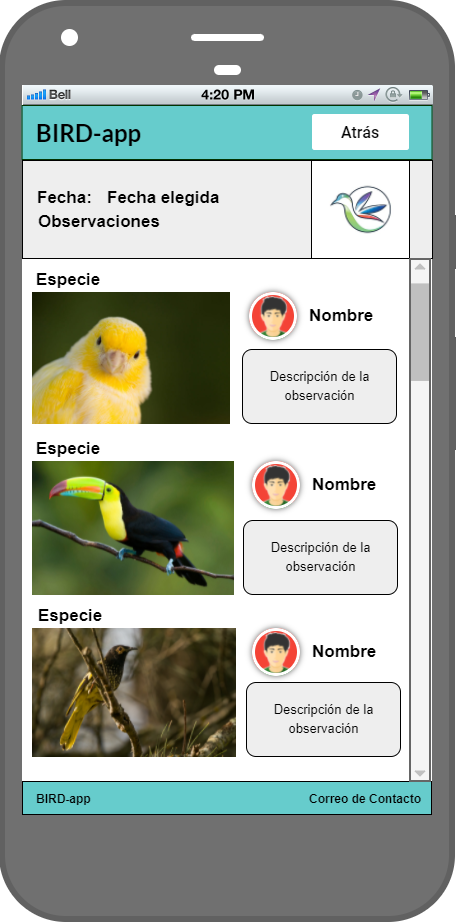 Bell
4:20 PM
BIRD-app
Atrás
Fecha: Fecha elegida
Observaciones
Especie
Nombre
Descripción de la
observación
Especie
Nombre
Descripción de la
observación
Especie
Nombre
Descripción de la
observación
BIRD-app
Correo de Contacto